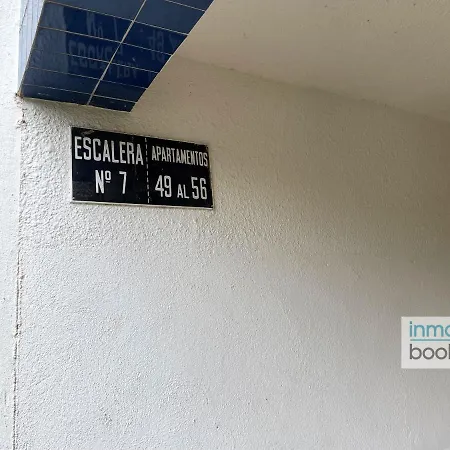 ESCALERA
Nº 7
APARTAMENTOS
49 AL 56
inmo
book